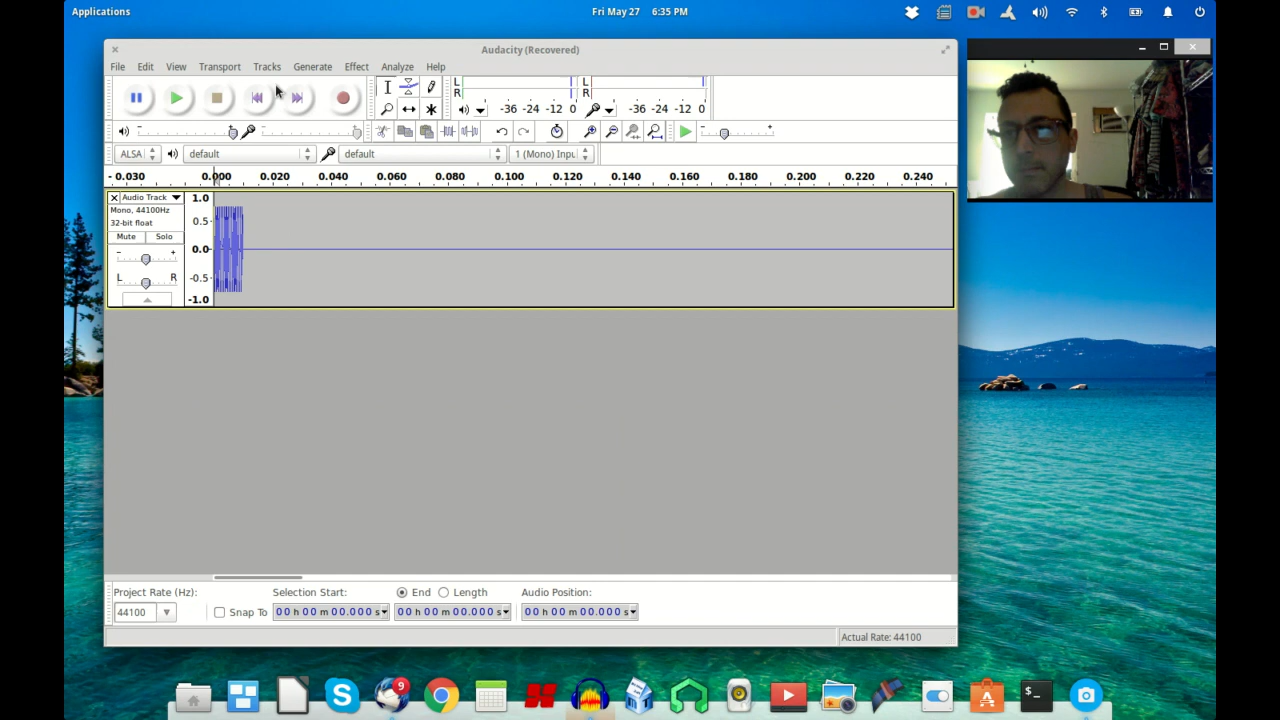 Applications
Fri May 27 6:35 PM
Audacity (Recovered)
File Edit View Transport Tracks Generate Effect Analyze Help
L
R
-36 -24 -12 0
L
R
-36 -24 -12 0
ALSA default default 1 (Mono) Inpu
- 0.030 0.000 0.020 0.040 0.060 0.080 0.100 0.120 0.140 0.160 0.180 0.200 0.220 0.240
X Audio Track
Mono, 44100Hz
32-bit float
Mute Solo
- +
L R
1.0
0.5
0.0
-0.5
-1.0
Project Rate (Hz): Selection Start: End Length Audio Position:
44100 Snap To 00 h 00 m 00.000 s 00 h 00 m 00.000 s 00 h 00 m 00.000 s
Actual Rate: 44100
S 9 $_